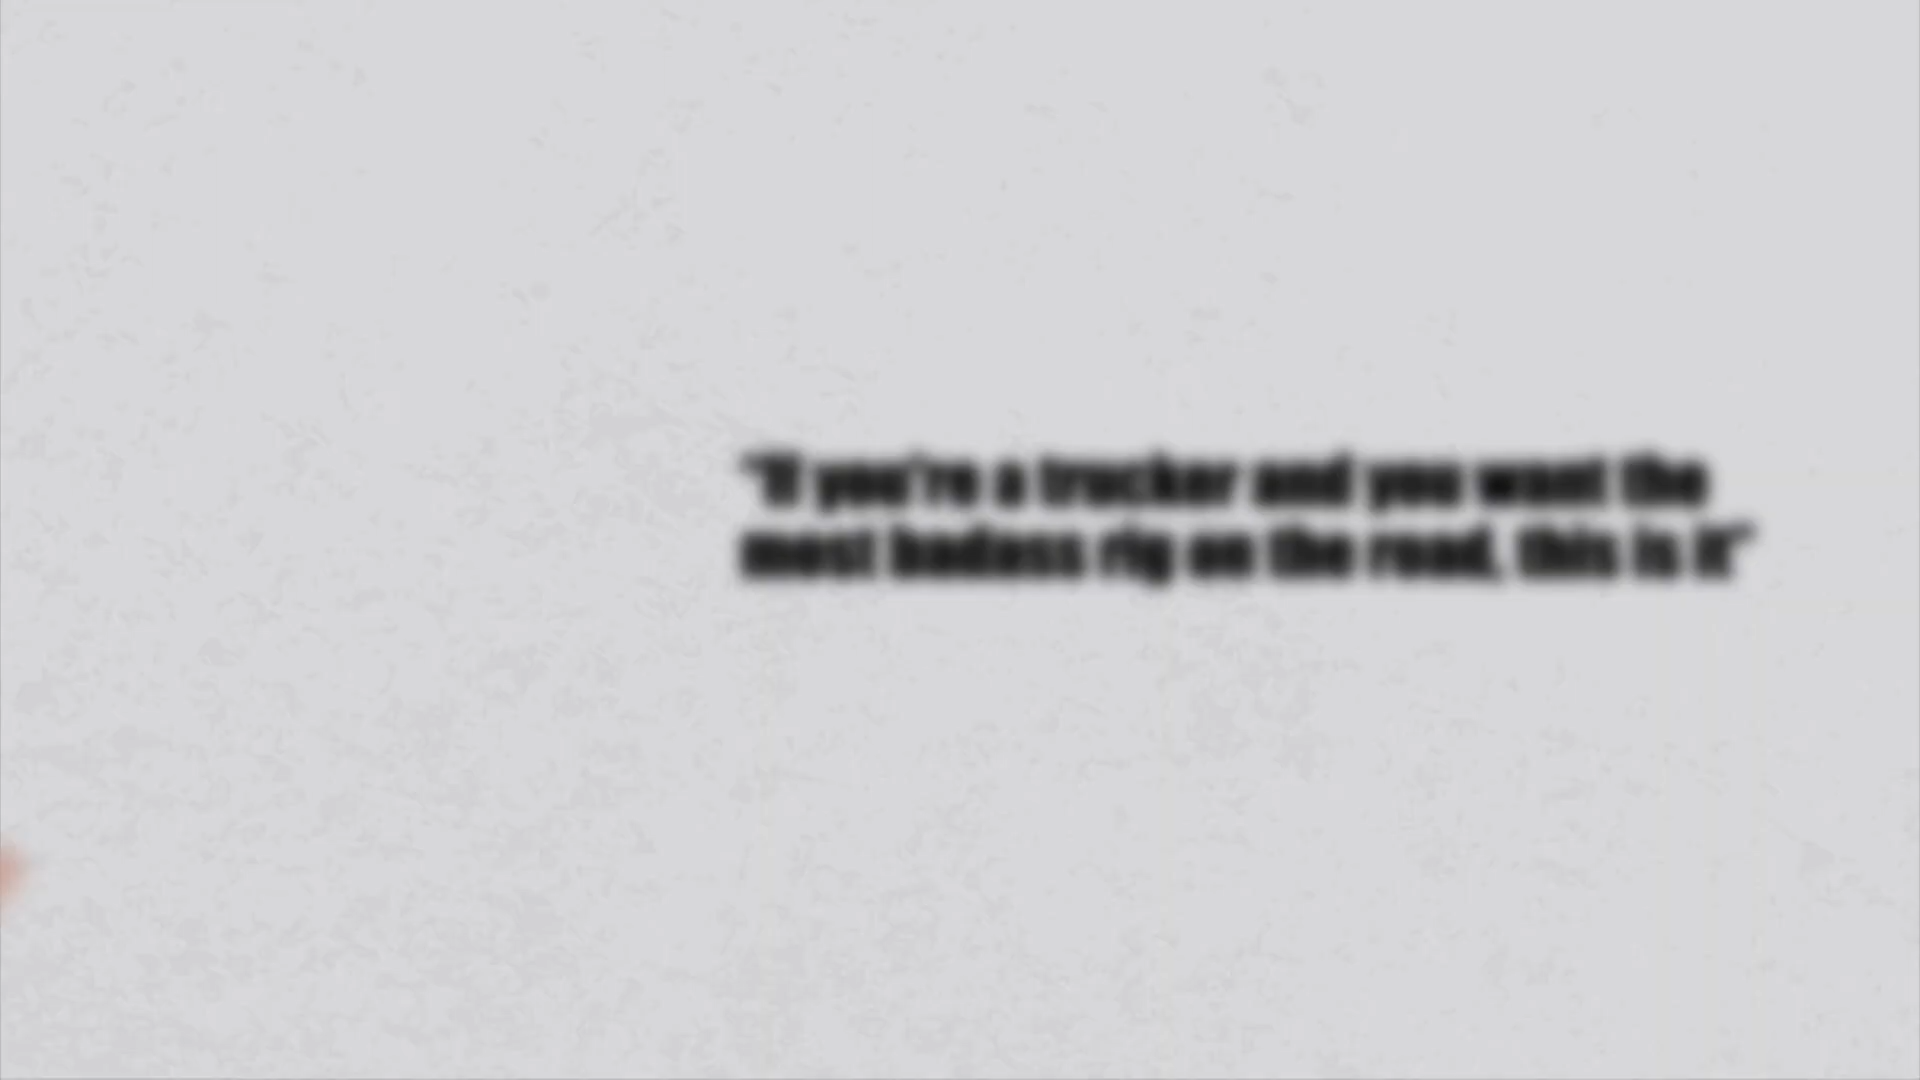 "If you're a trucker and you want the
most badass rig on the road, this is it"